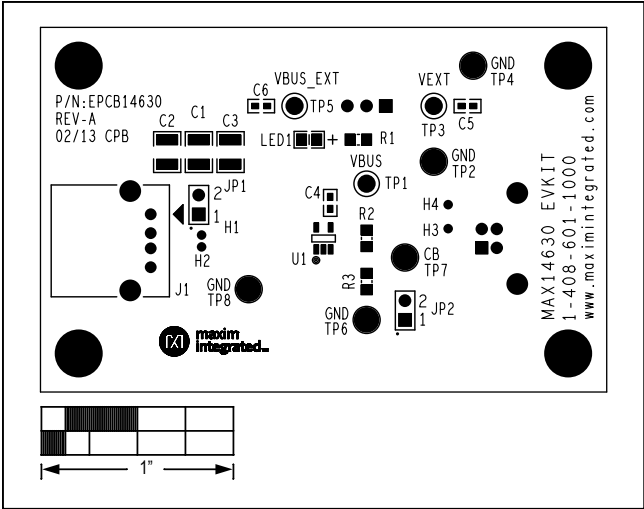 P/N:EPCB14630
REV-A
02/13 CPB
C2
C1
C3
C6
VBUS_EXT
TP5
VEXT
TP3
C5
GND
TP4
LED1
+
R1
GND
TP2
VBUS
TP1
C4
JP1
2
1
H1
H2
J1
GND
TP8
U1
R2
R3
H4
H3
CB
TP7
GND
TP6
2
1
JP2
MAX14630 EVKIT
1-408-601-1000
www.maximintegrated.com
maxim
integrated™
1"